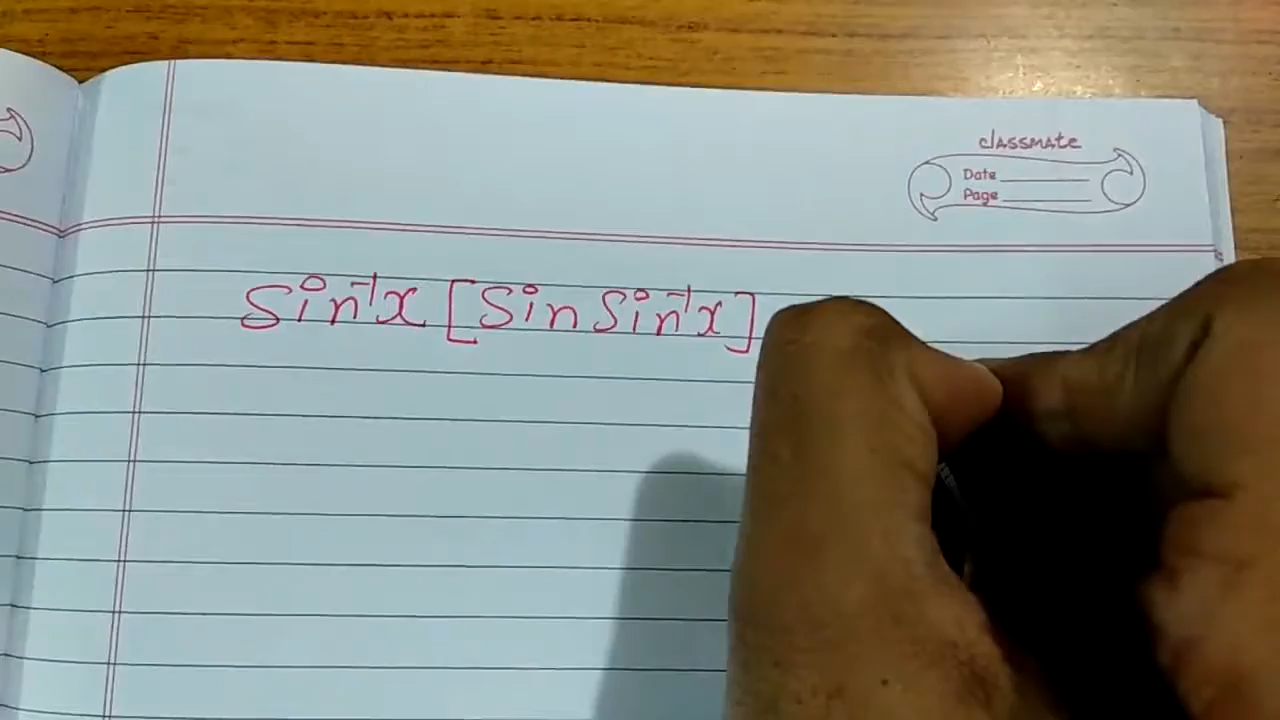 classmate
Date
Page
Sin⁻¹x [Sin Sin⁻¹x]